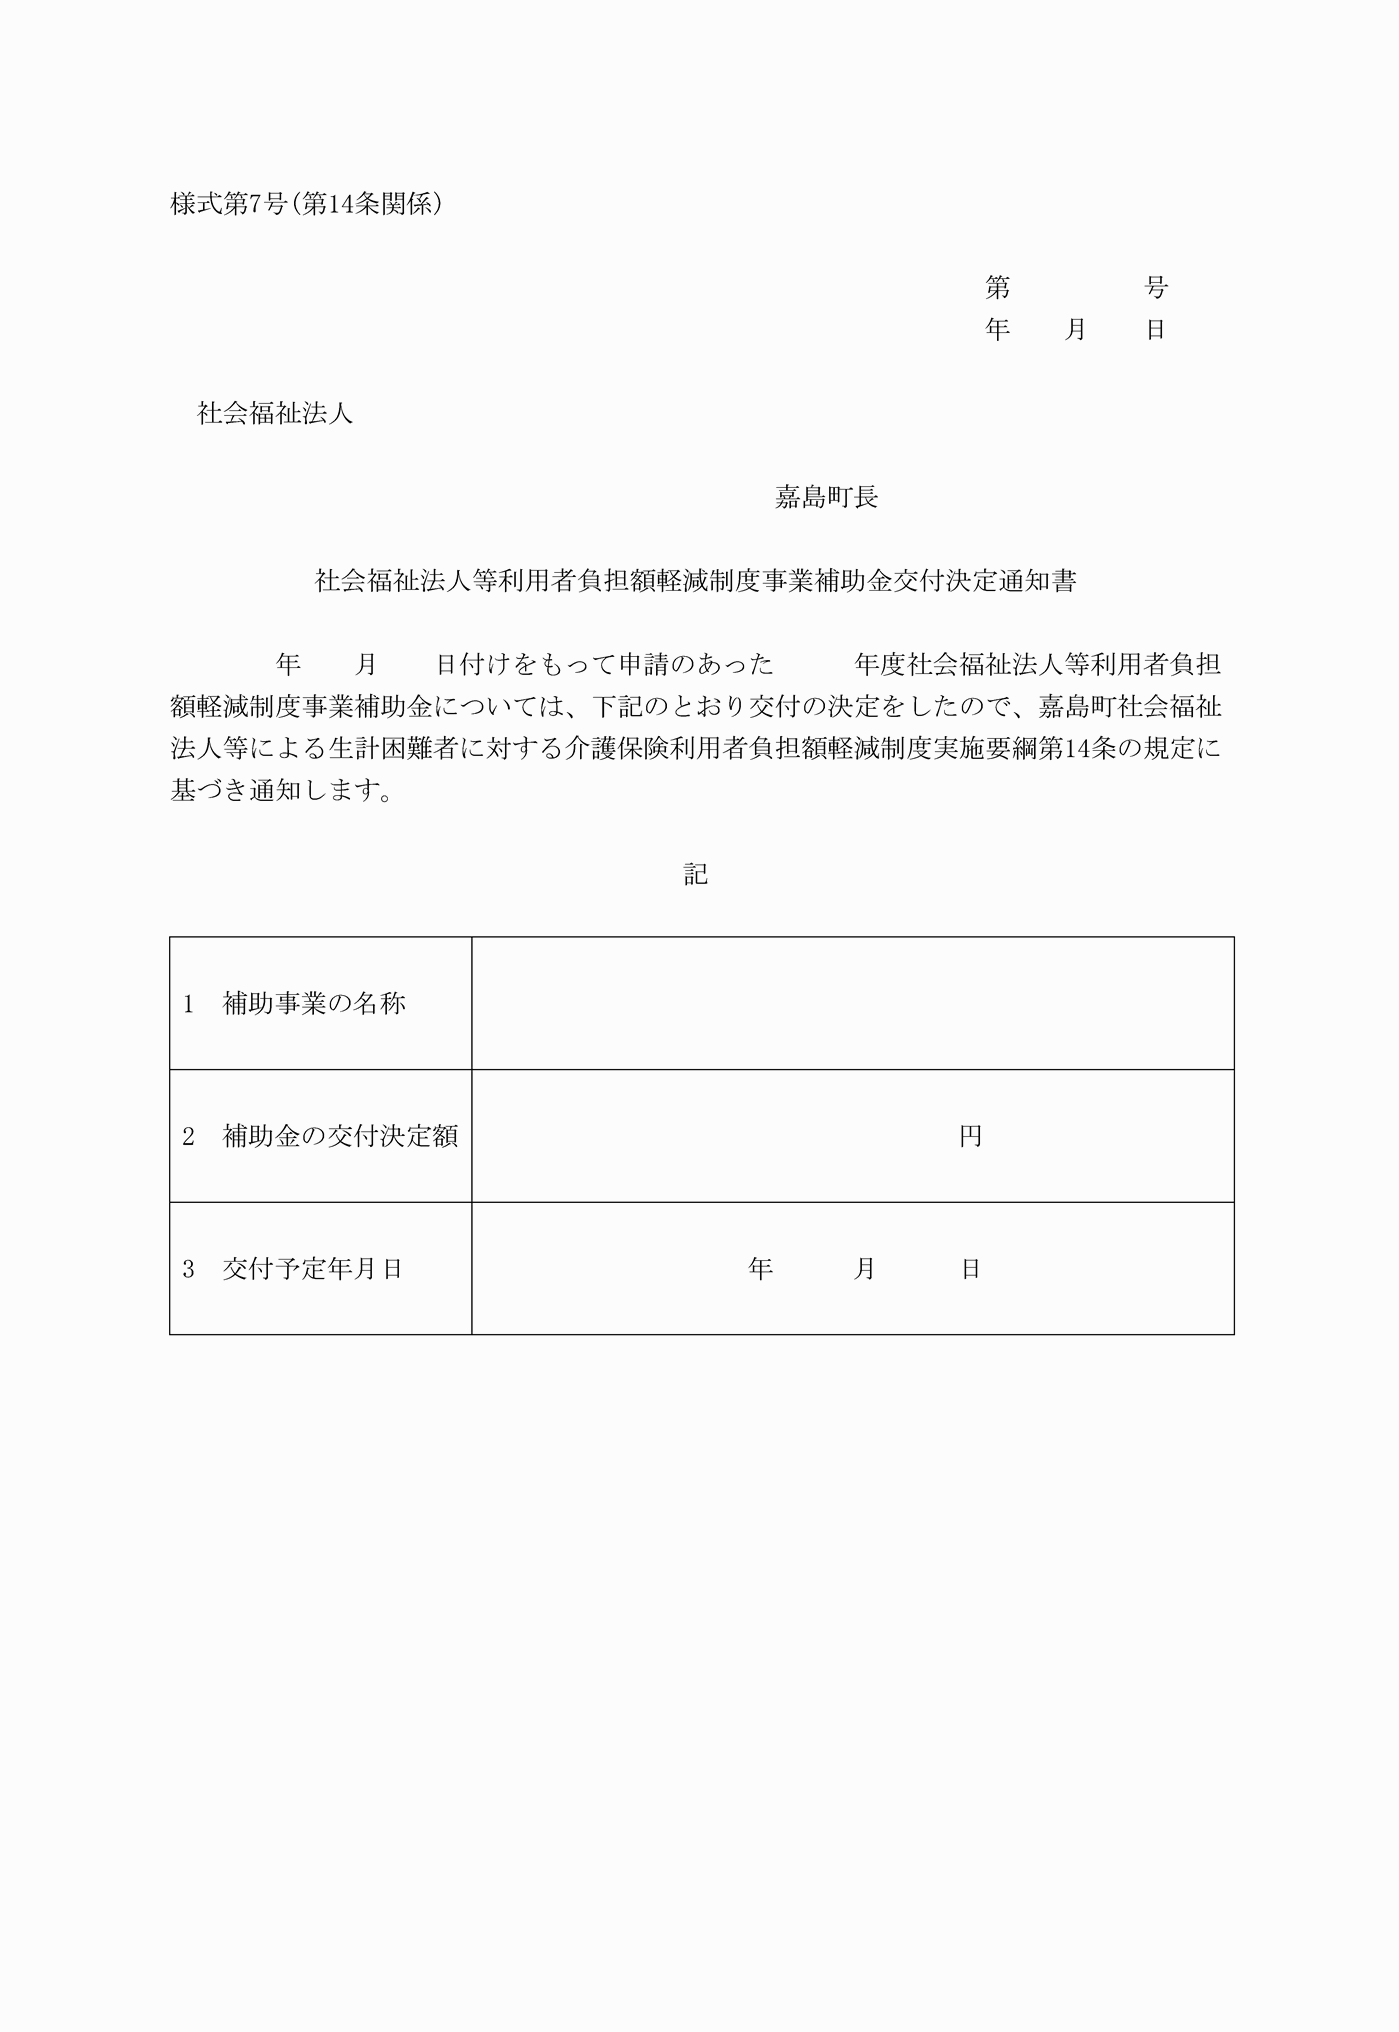 様式第7号(第14条関係)
第　　　　　号
年　　月　　日
社会福祉法人
嘉島町長
社会福祉法人等利用者負担額軽減制度事業補助金交付決定通知書
年　　月　　日付けをもって申請のあった　　　年度社会福祉法人等利用者負担
額軽減制度事業補助金については、下記のとおり交付の決定をしたので、嘉島町社会福祉
法人等による生計困難者に対する介護保険利用者負担額軽減制度実施要綱第14条の規定に
基づき通知します。
記
1　補助事業の名称
2　補助金の交付決定額　円
3　交付予定年月日　年　　　月　　　日